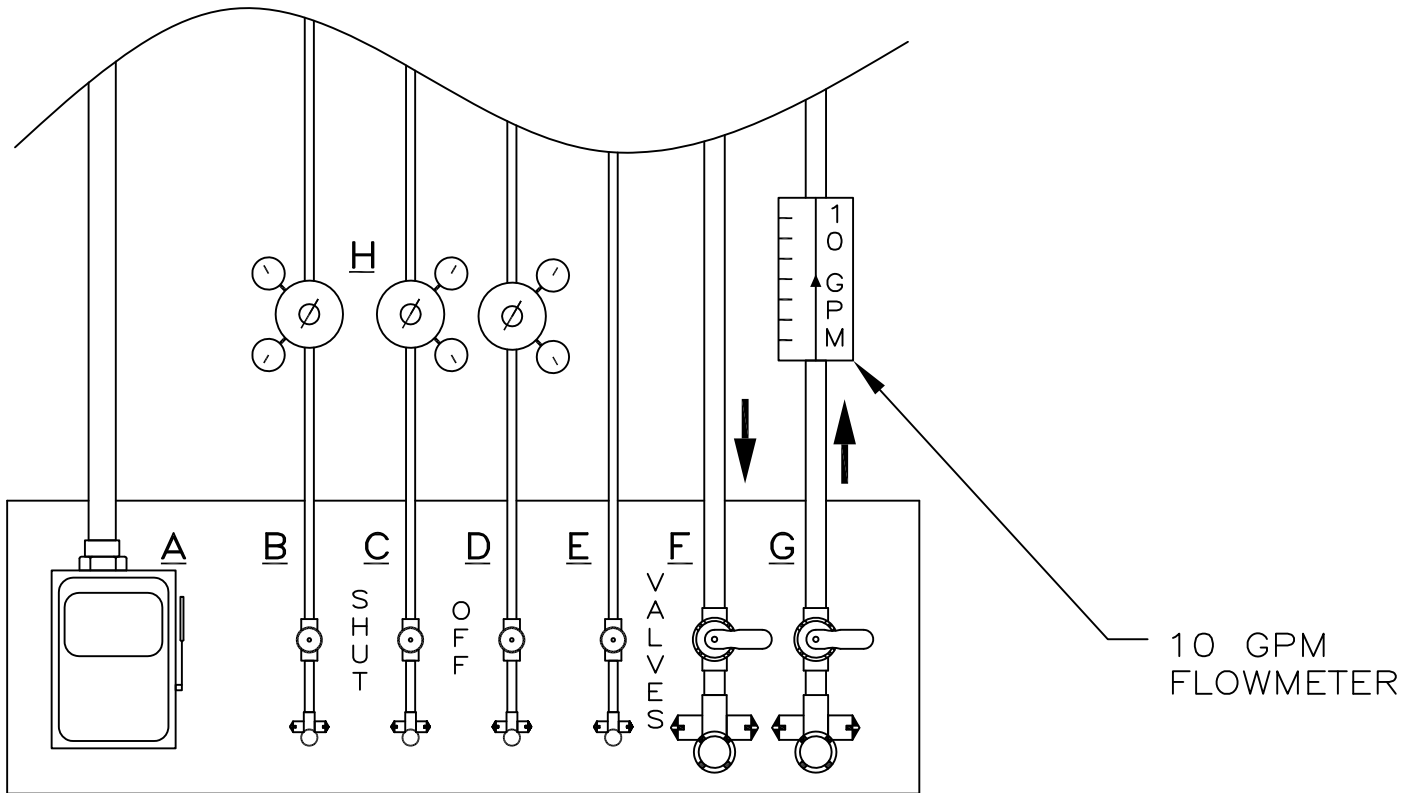 H
10 GPM
A B C D E F G
SHUT
OFF
VALVES
10 GPM
FLOWMETER